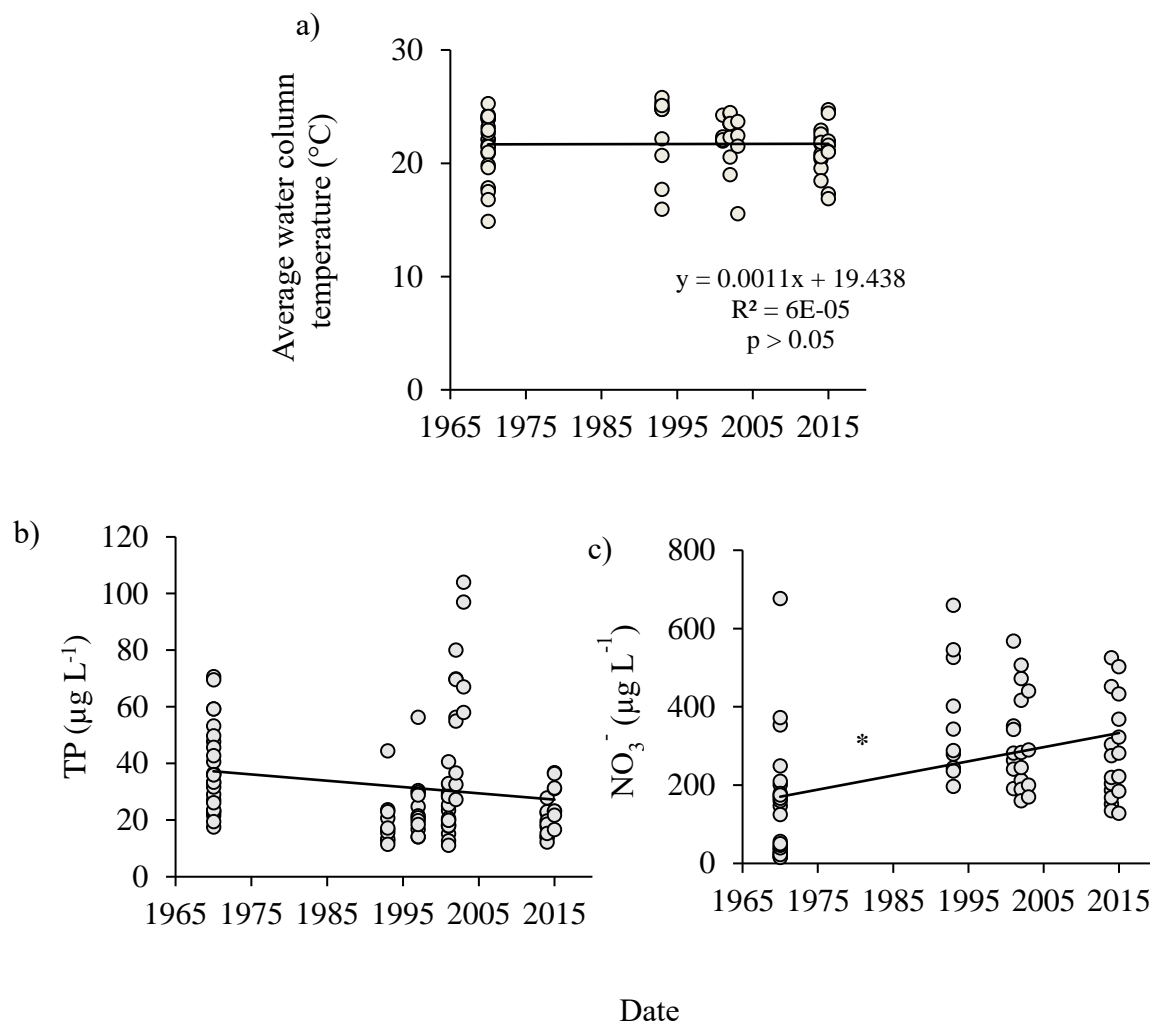 a)
Average water column
temperature (°C)
30
20
10
0
y = 0.0011x + 19.438
R² = 6E-05
p > 0.05
1965 1975 1985 1995 2005 2015
b)
TP (µg L⁻¹)
120
100
80
60
40
20
0
1965 1975 1985 1995 2005 2015
c)
NO₃⁻ (µg L⁻¹)
800
600
400
200
0
*
1965 1975 1985 1995 2005 2015
Date